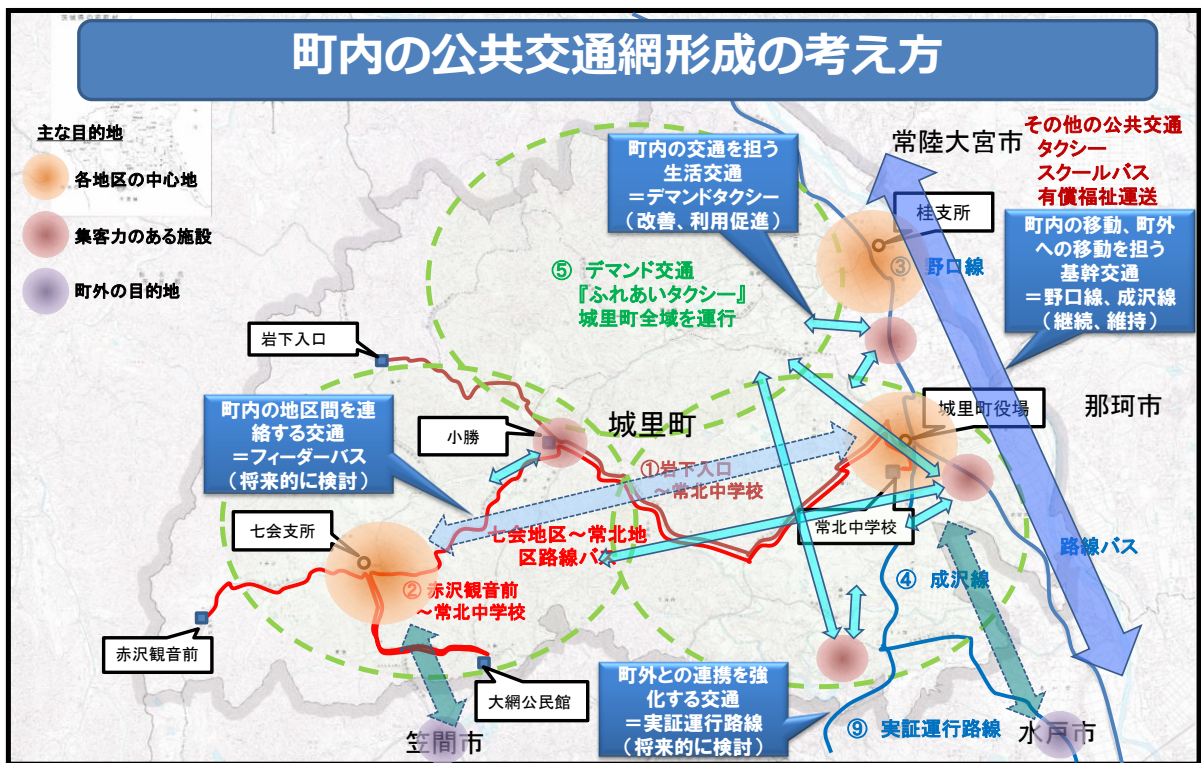 町内の公共交通網形成の考え方
主な目的地
各地区の中心地
集客力のある施設
町外の目的地
町内の交通を担う
生活交通
＝デマンドタクシー
（改善、利用促進）
常陸大宮市
その他の公共交通
タクシー
スクールバス
有償福祉運送
桂支所
③ 野口線
町内の移動、町外
への移動を担う
基幹交通
＝野口線、成沢線
（継続、維持）
⑤ デマンド交通
『ふれあいタクシー』
城里町全域を運行
岩下入口
町内の地区間を連
絡する交通
＝フィーダーバス
（将来的に検討）
小勝
城里町
城里町役場
那珂市
①岩下入口
～常北中学校
七会支所
七会地区～常北地
区路線バス
常北中学校
路線バス
② 赤沢観音前
～常北中学校
④ 成沢線
赤沢観音前
大網公民館
町外との連携を強
化する交通
＝実証運行路線
（将来的に検討）
⑨ 実証運行路線
笠間市
水戸市